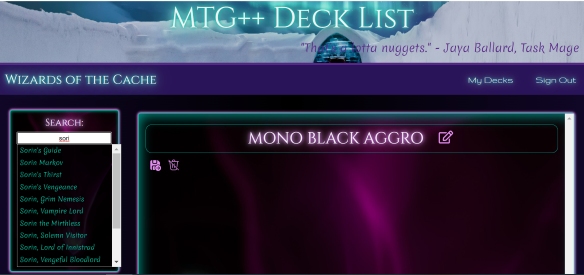 MTG++ Deck List
"That's a lotta nuggets." - Jaya Ballard, Task Mage
Wizards of the Cache
My Decks
Sign Out
Search:
sori
MONO BLACK AGGRO
Sorin's Guide
Sorin Markov
Sorin's Thirst
Sorin's Vengeance
Sorin, Grim Nemesis
Sorin, Vampire Lord
Sorin the Mirthless
Sorin, Solemn Visitor
Sorin, Lord of Innistrad
Sorin, Vengeful Bloodlord